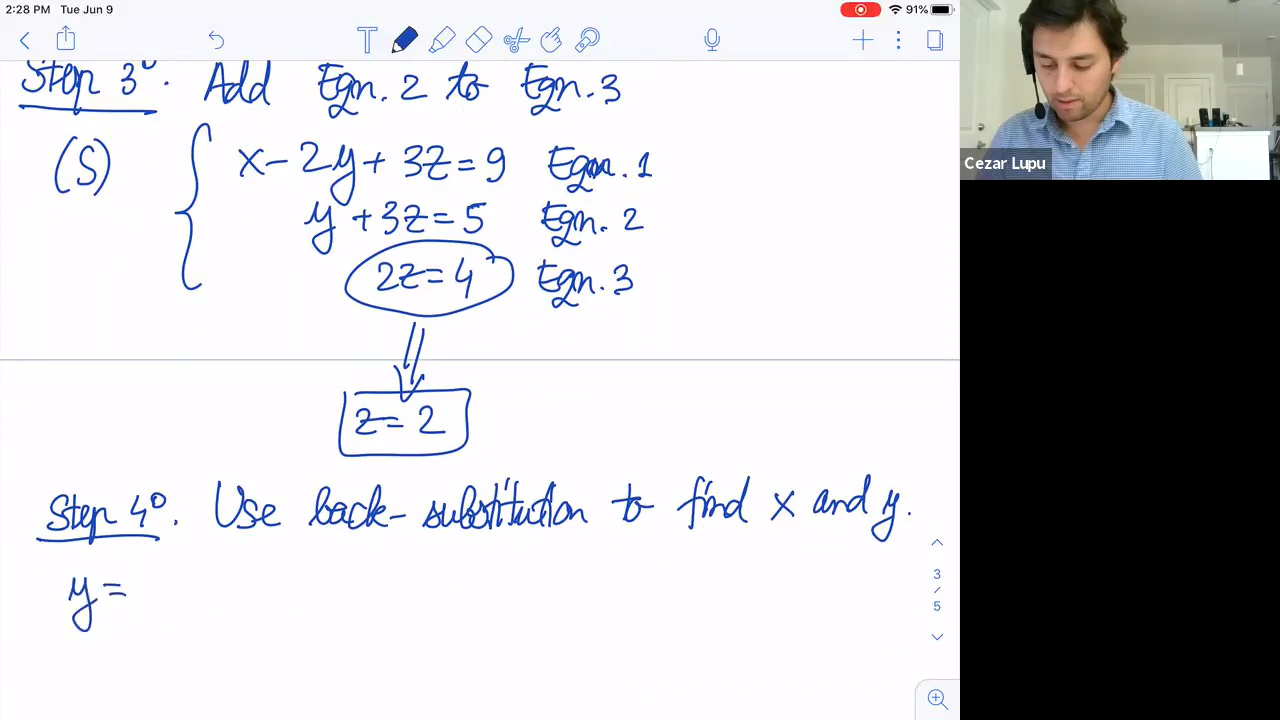 2:28 PM Tue Jun 9
91%
Step 3°. Add Eqn. 2 to Eqn. 3
(S) x - 2y + 3z = 9 Eqn. 1
y + 3z = 5 Eqn. 2
2z = 4 Eqn. 3
z = 2
Step 4°. Use back-substitution to find x and y.
y =
3
/
5
Cezar Lupu